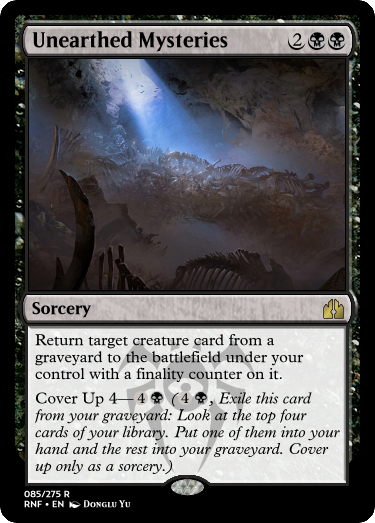 Unearthed Mysteries 2
Sorcery
Return target creature card from a
graveyard to the battlefield under your
control with a finality counter on it.
Cover Up 4— 4 ( 4 , Exile this card
from your graveyard: Look at the top four
cards of your library. Put one of them into your
hand and the rest into your graveyard. Cover
up only as a sorcery.)
085/275 R
RNF • EN Donglu Yu